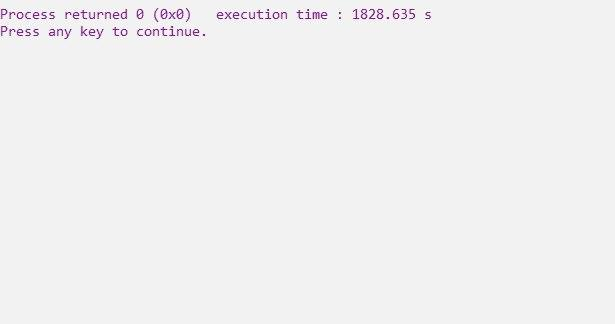 Process returned 0 (0x0)   execution time : 1828.635 s
Press any key to continue.